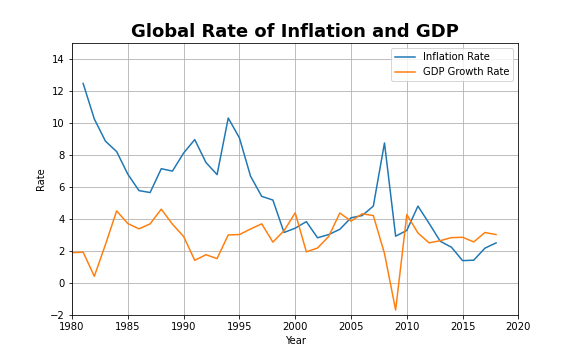 Global Rate of Inflation and GDP
Inflation Rate
GDP Growth Rate
14
12
10
8
6
4
2
0
−2
Rate
1980 1985 1990 1995 2000 2005 2010 2015 2020
Year